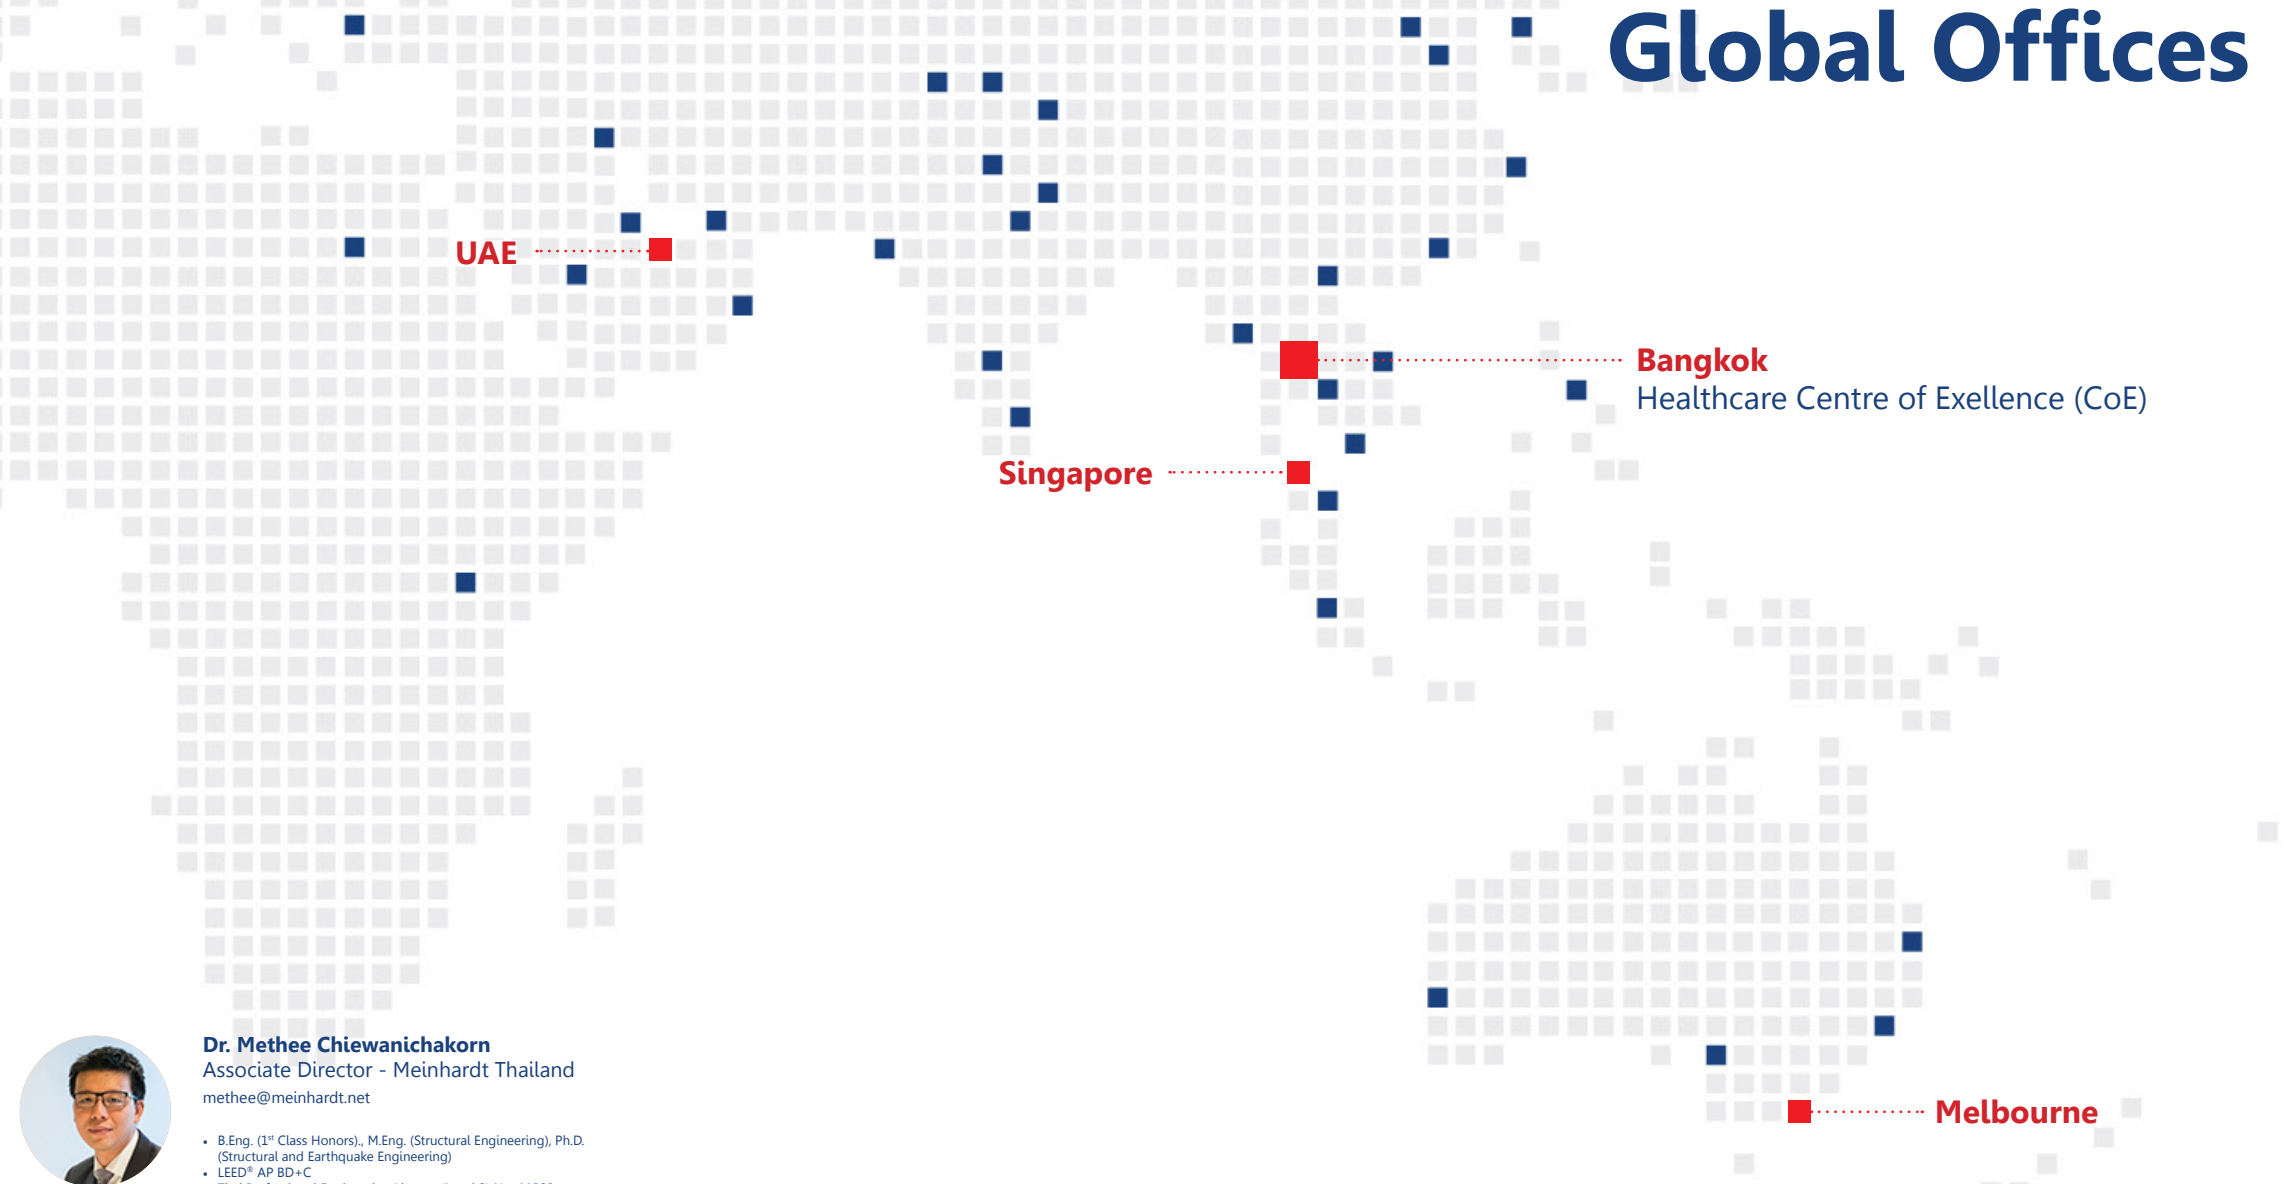 Global Offices
UAE
Bangkok
Healthcare Centre of Exellence (CoE)
Singapore
Dr. Methee Chiewanichakorn
Associate Director - Meinhardt Thailand
methee@meinhardt.net
• B.Eng. (1st Class Honors)., M.Eng. (Structural Engineering), Ph.D.
(Structural and Earthquake Engineering)
• LEED® AP BD+C
Melbourne